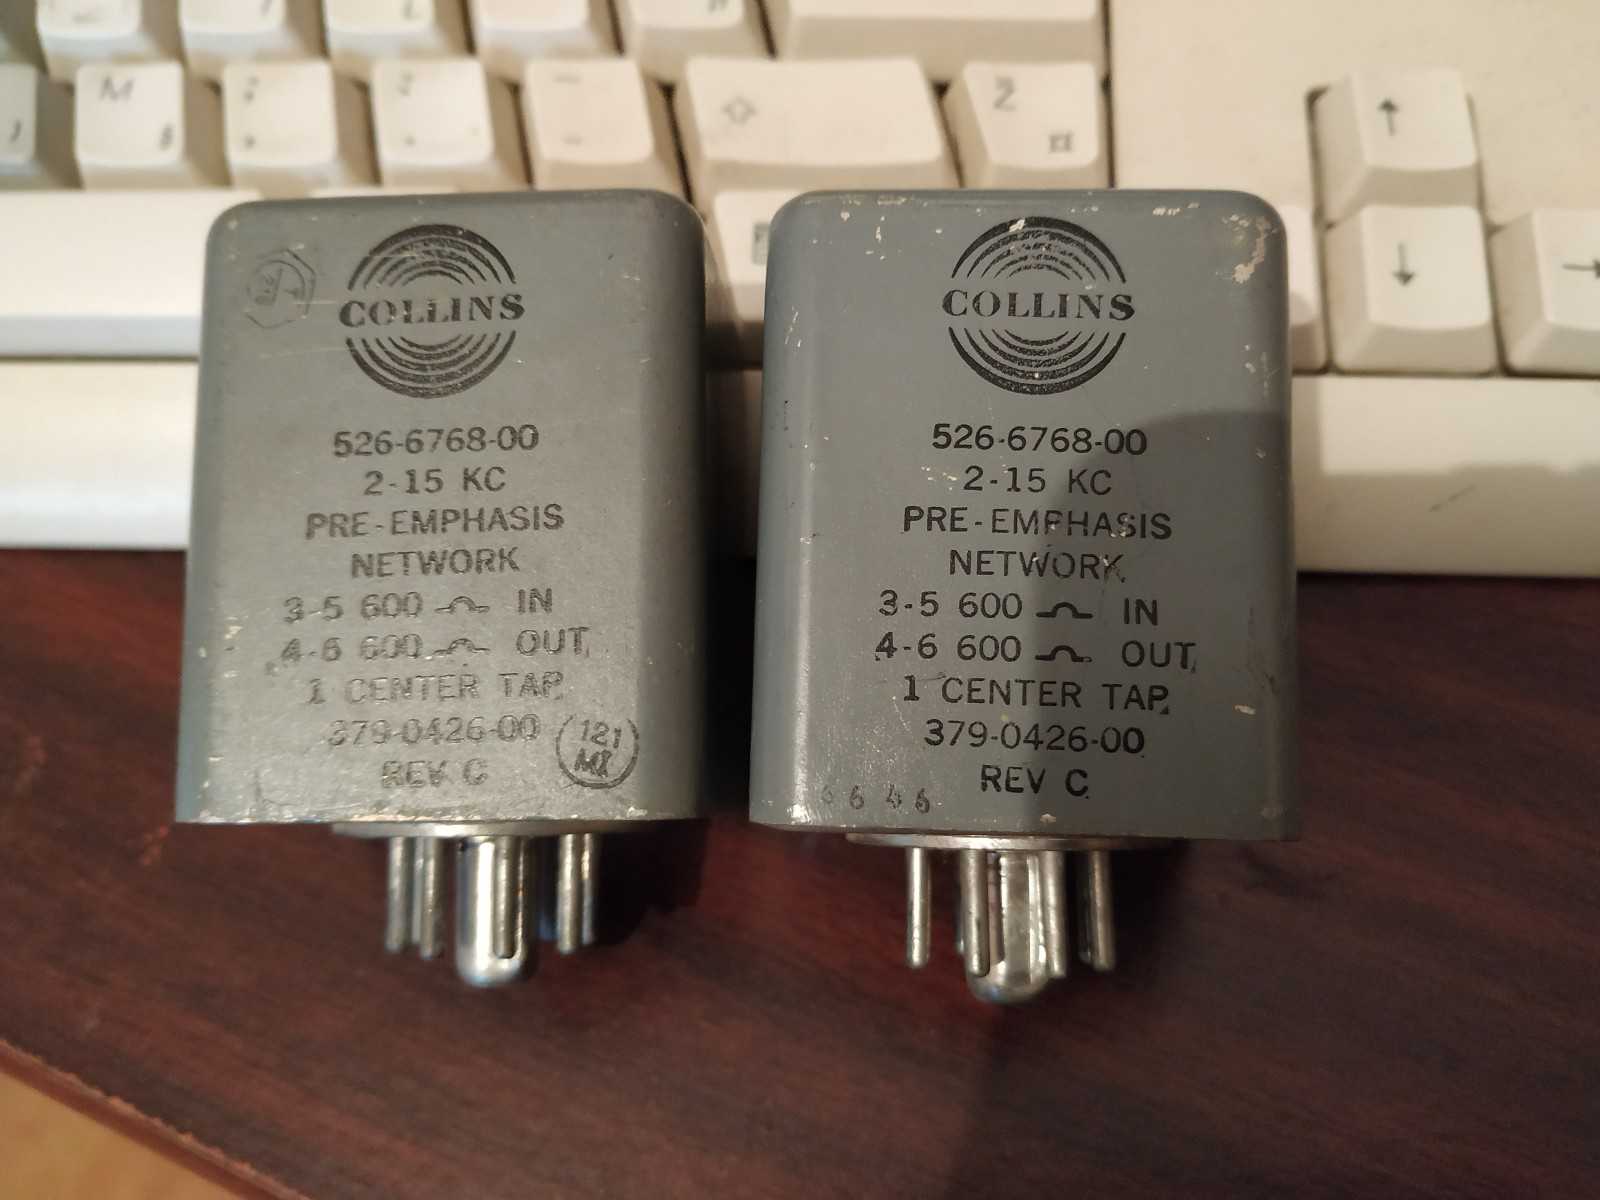 M
2
COLLINS
526-6768-00
2-15 KC
PRE-EMPHASIS
NETWORK
3-5 600 IN
4-6 600 OUT
1 CENTER TAP
379-0426-00
REV C
121
MI
COLLINS
526-6768-00
2-15 KC
PRE-EMPHASIS
NETWORK
3-5 600 IN
4-6 600 OUT
1 CENTER TAP
379-0426-00
REV C